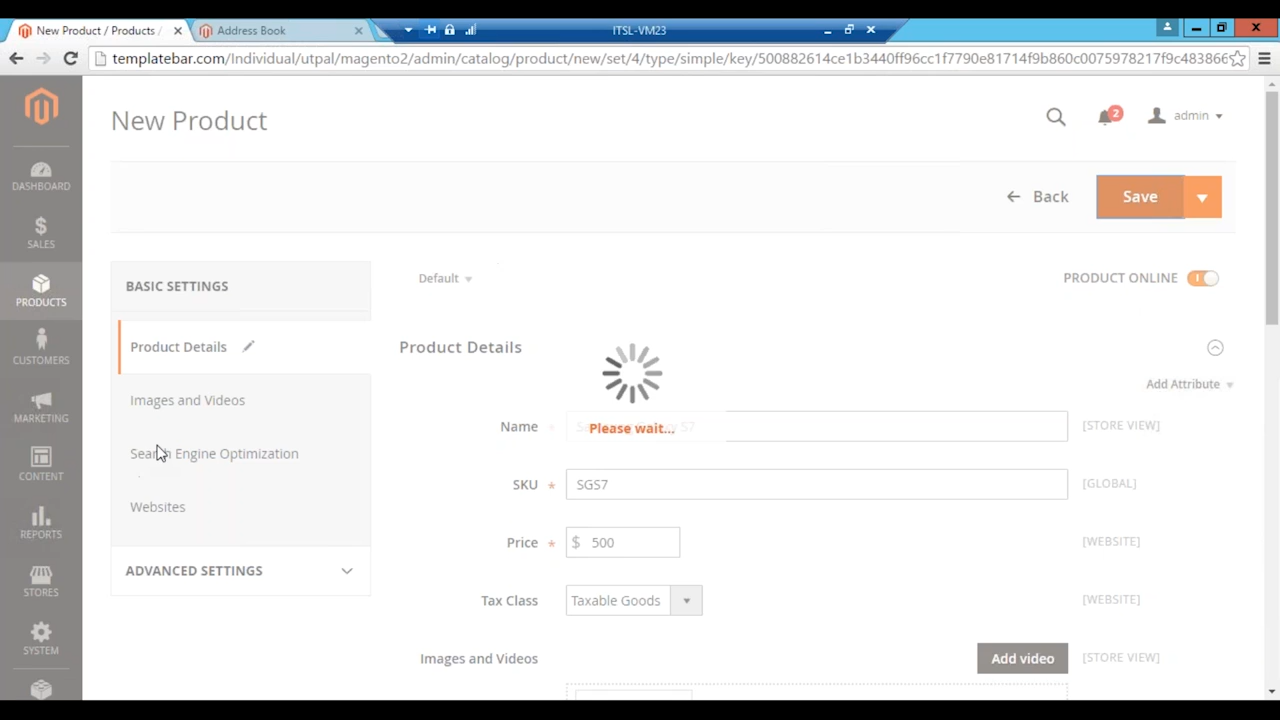 New Product / Products /
Address Book
ITSL-VM23
templatebar.com/Individual/utpal/magento2/admin/catalog/product/new/set/4/type/simple/key/500882614ce1b3440ff96cc1f7790e81714f9b860c0075978217f9c483866
New Product
2
admin
Back
Save
DASHBOARD
SALES
PRODUCTS
CUSTOMERS
MARKETING
CONTENT
REPORTS
STORES
SYSTEM
BASIC SETTINGS
Product Details
Images and Videos
Search Engine Optimization
Websites
ADVANCED SETTINGS
Default
PRODUCT ONLINE
Product Details
Add Attribute
Please wait...
Name
[STORE VIEW]
SKU * SGS7 [GLOBAL]
Price * $ 500 [WEBSITE]
Tax Class Taxable Goods [WEBSITE]
Images and Videos Add video [STORE VIEW]